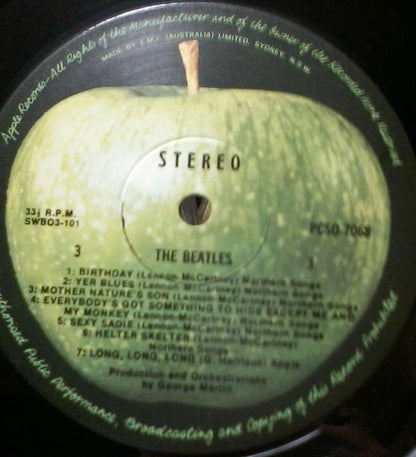 Apple Records - All Rights of the Manufacturer and of the Owner of the Recorded Work Reserved
MADE BY E.M.I. (AUSTRALIA) LIMITED, SYDNEY, N.S.W.
STEREO
33⅓ R.P.M.
SWBO3-101
PCSO-7068
3
3
THE BEATLES
1: BIRTHDAY (Lennon-McCartney) Northern Songs
2: YER BLUES (Lennon-McCartney) Northern Songs
3: MOTHER NATURE'S SON (Lennon-McCartney) Northern Songs
4: EVERYBODY'S GOT SOMETHING TO HIDE EXCEPT ME AND
MY MONKEY (Lennon-McCartney) Northern Songs
5: SEXY SADIE (Lennon-McCartney) Northern Songs
6: HELTER SKELTER (Lennon-McCartney)
Northern Songs
7: LONG, LONG, LONG (G. Harrison) Apple
Production and Orchestrations
by George Martin
Public Performance, Broadcasting and Copying of this Record Prohibited